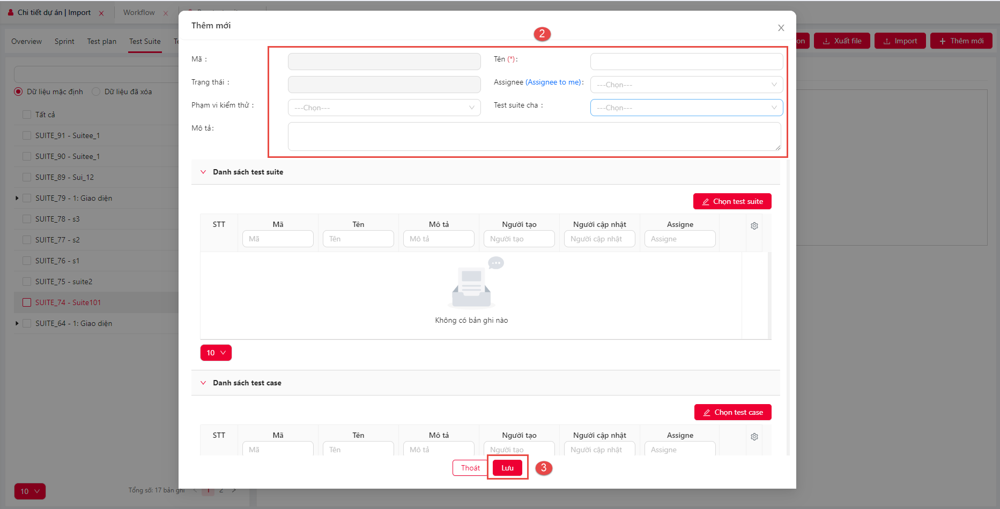 Chi tiết dự án | Import
Workflow
Overview
Sprint
Test plan
Test Suite
Xuất file
Import
Thêm mới
Dữ liệu mặc định
Dữ liệu đã xóa
Tất cả
SUITE_91 - Suitee_1
SUITE_90 - Suitee_1
SUITE_89 - Sui_12
SUITE_79 - 1: Giao diện
SUITE_78 - s3
SUITE_77 - s2
SUITE_76 - s1
SUITE_75 - suite2
SUITE_74 - Suite101
SUITE_64 - 1: Giao diện
10
Tổng số: 17 bản ghi
1
2
Thêm mới
2
Mã :
Tên (*):
Trạng thái :
Assignee (Assignee to me):
---Chọn---
Phạm vi kiểm thử :
---Chọn---
Test suite cha :
---Chọn---
Mô tả:
Danh sách test suite
Chọn test suite
STT
Mã
Tên
Mô tả
Người tạo
Người cập nhật
Assigne
Mã
Tên
Mô tả
Người tạo
Người cập nhật
Assigne
Không có bản ghi nào
10
Danh sách test case
Chọn test case
STT
Mã
Tên
Mô tả
Người tạo
Người cập nhật
Assigne
Mã
Tên
Mô tả
Người tạo
Người cập nhật
Assigne
Thoát
Lưu
3